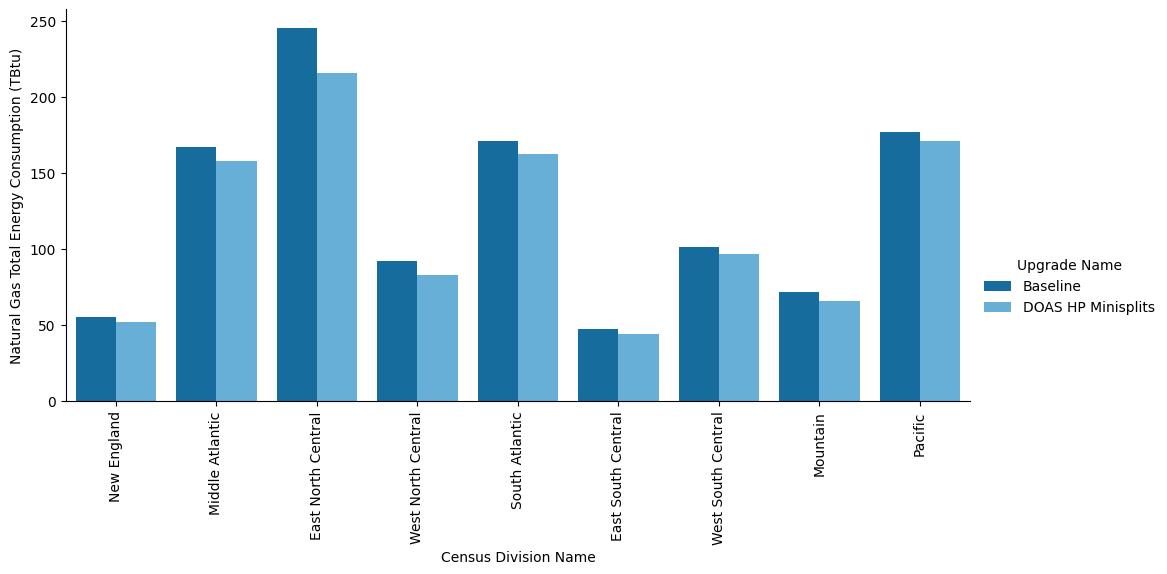 Natural Gas Total Energy Consumption (TBtu)
250
200
150
100
50
0
New England
Middle Atlantic
East North Central
West North Central
South Atlantic
East South Central
West South Central
Mountain
Pacific
Census Division Name
Upgrade Name
Baseline
DOAS HP Minisplits